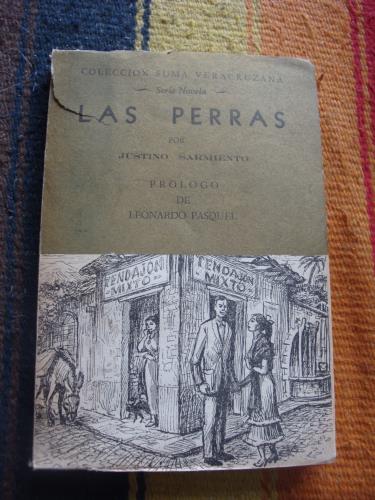 COLECCION SUMA VERACRUZANA
Serie Novela
LAS PERRAS
POR
JUSTINO SARMIENTO
PROLOGO
DE
LEONARDO PASQUEL
TENDAJON
MIXTO
TENDAJON
MIXTO